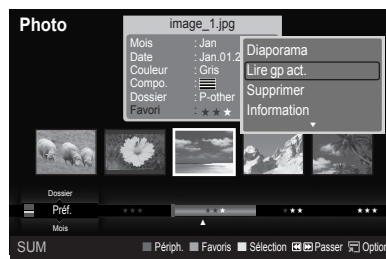 Photo
image_1.jpg
Mois : Jan
Date : Jan.01.2
Couleur : Gris
Compo. :
Dossier : P-other
Favori : ★ ★ ★
Diaporama
Lire gp act.
Supprimer
Information
Dossier
Préf.
Mois
SUM
Périph. Favoris Sélection Passer Option